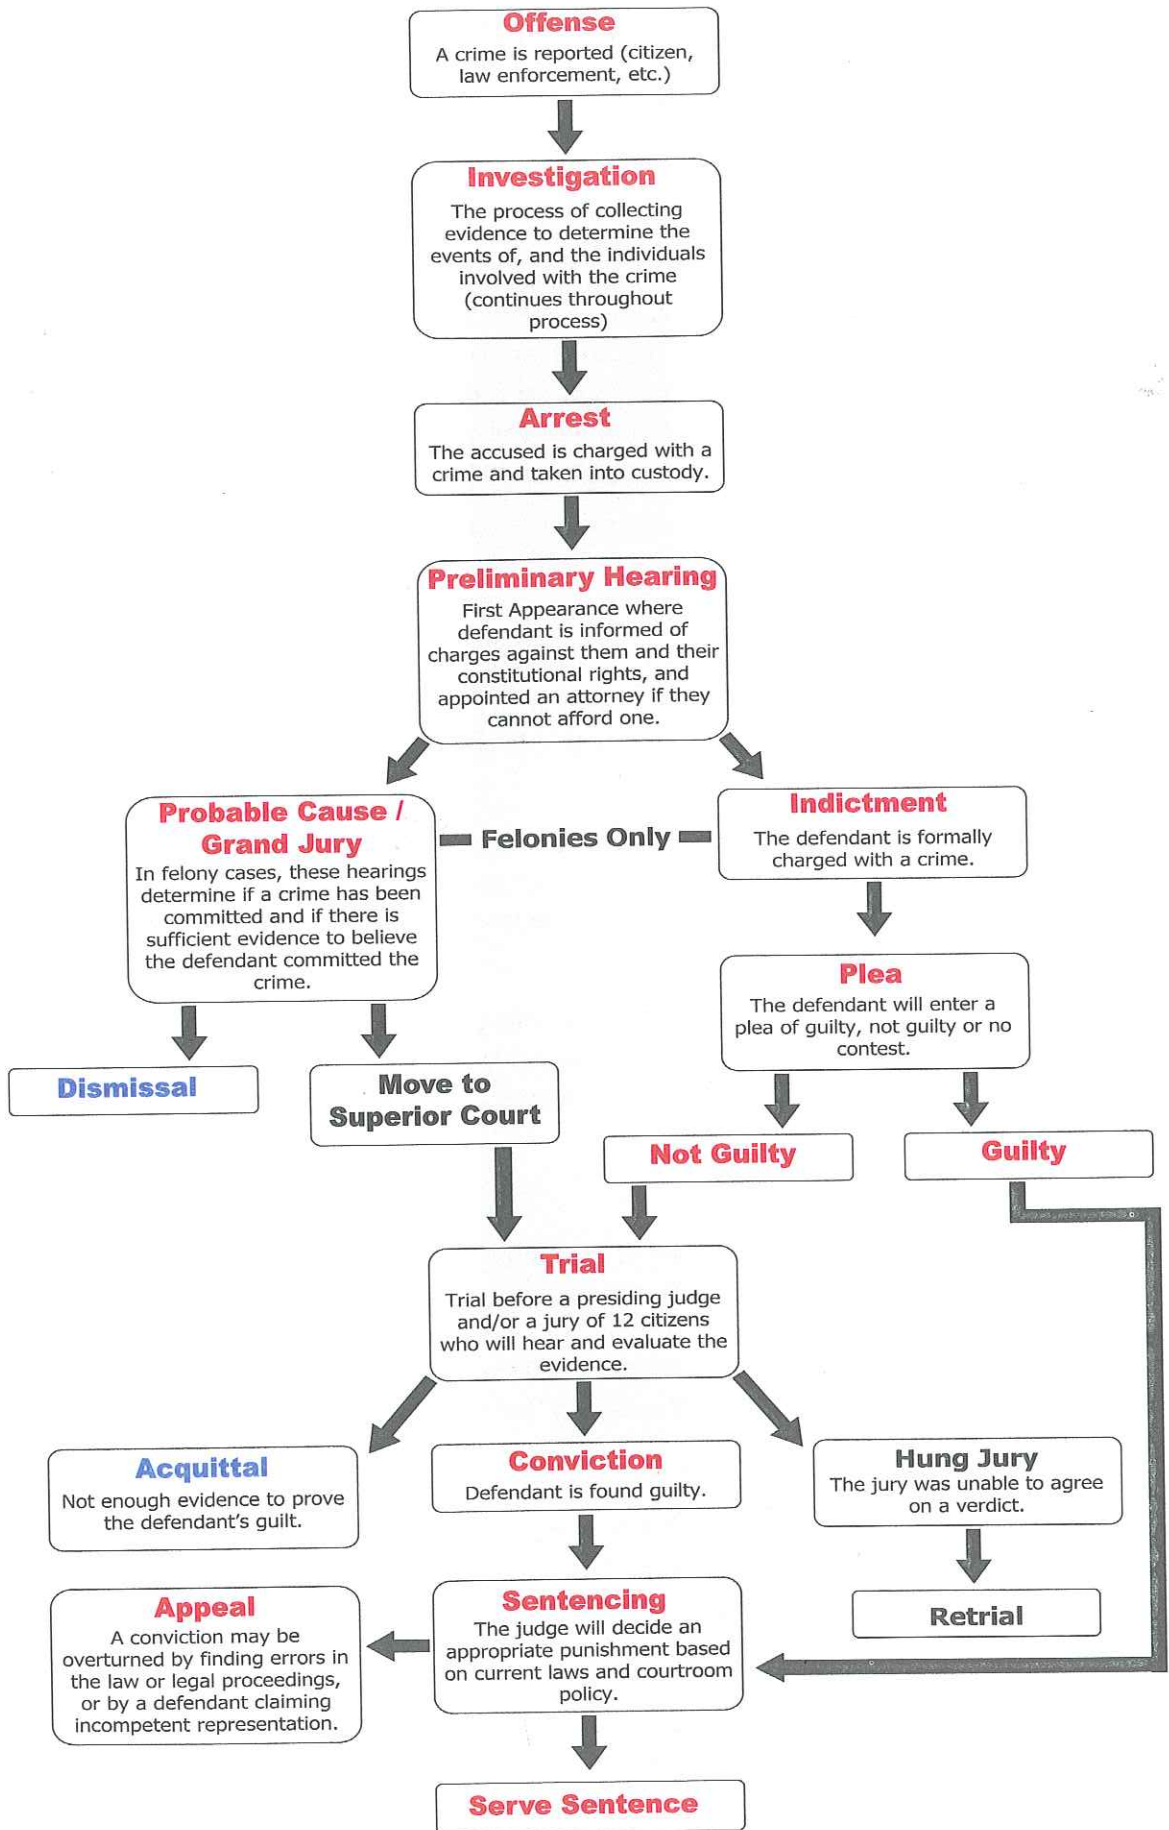 Offense
A crime is reported (citizen,
law enforcement, etc.)
Investigation
The process of collecting
evidence to determine the
events of, and the individuals
involved with the crime
(continues throughout
process)
Arrest
The accused is charged with a
crime and taken into custody.
Preliminary Hearing
First Appearance where
defendant is informed of
charges against them and their
constitutional rights, and
appointed an attorney if they
cannot afford one.
Probable Cause /
Grand Jury
In felony cases, these hearings
determine if a crime has been
committed and if there is
sufficient evidence to believe
the defendant committed the
crime.
Felonies Only
Indictment
The defendant is formally
charged with a crime.
Plea
The defendant will enter a
plea of guilty, not guilty or no
contest.
Dismissal
Move to
Superior Court
Not Guilty
Guilty
Trial
Trial before a presiding judge
and/or a jury of 12 citizens
who will hear and evaluate the
evidence.
Acquittal
Not enough evidence to prove
the defendant's guilt.
Conviction
Defendant is found guilty.
Hung Jury
The jury was unable to agree
on a verdict.
Appeal
A conviction may be
overturned by finding errors in
the law or legal proceedings,
or by a defendant claiming
incompetent representation.
Sentencing
The judge will decide an
appropriate punishment based
on current laws and courtroom
policy.
Retrial
Serve Sentence